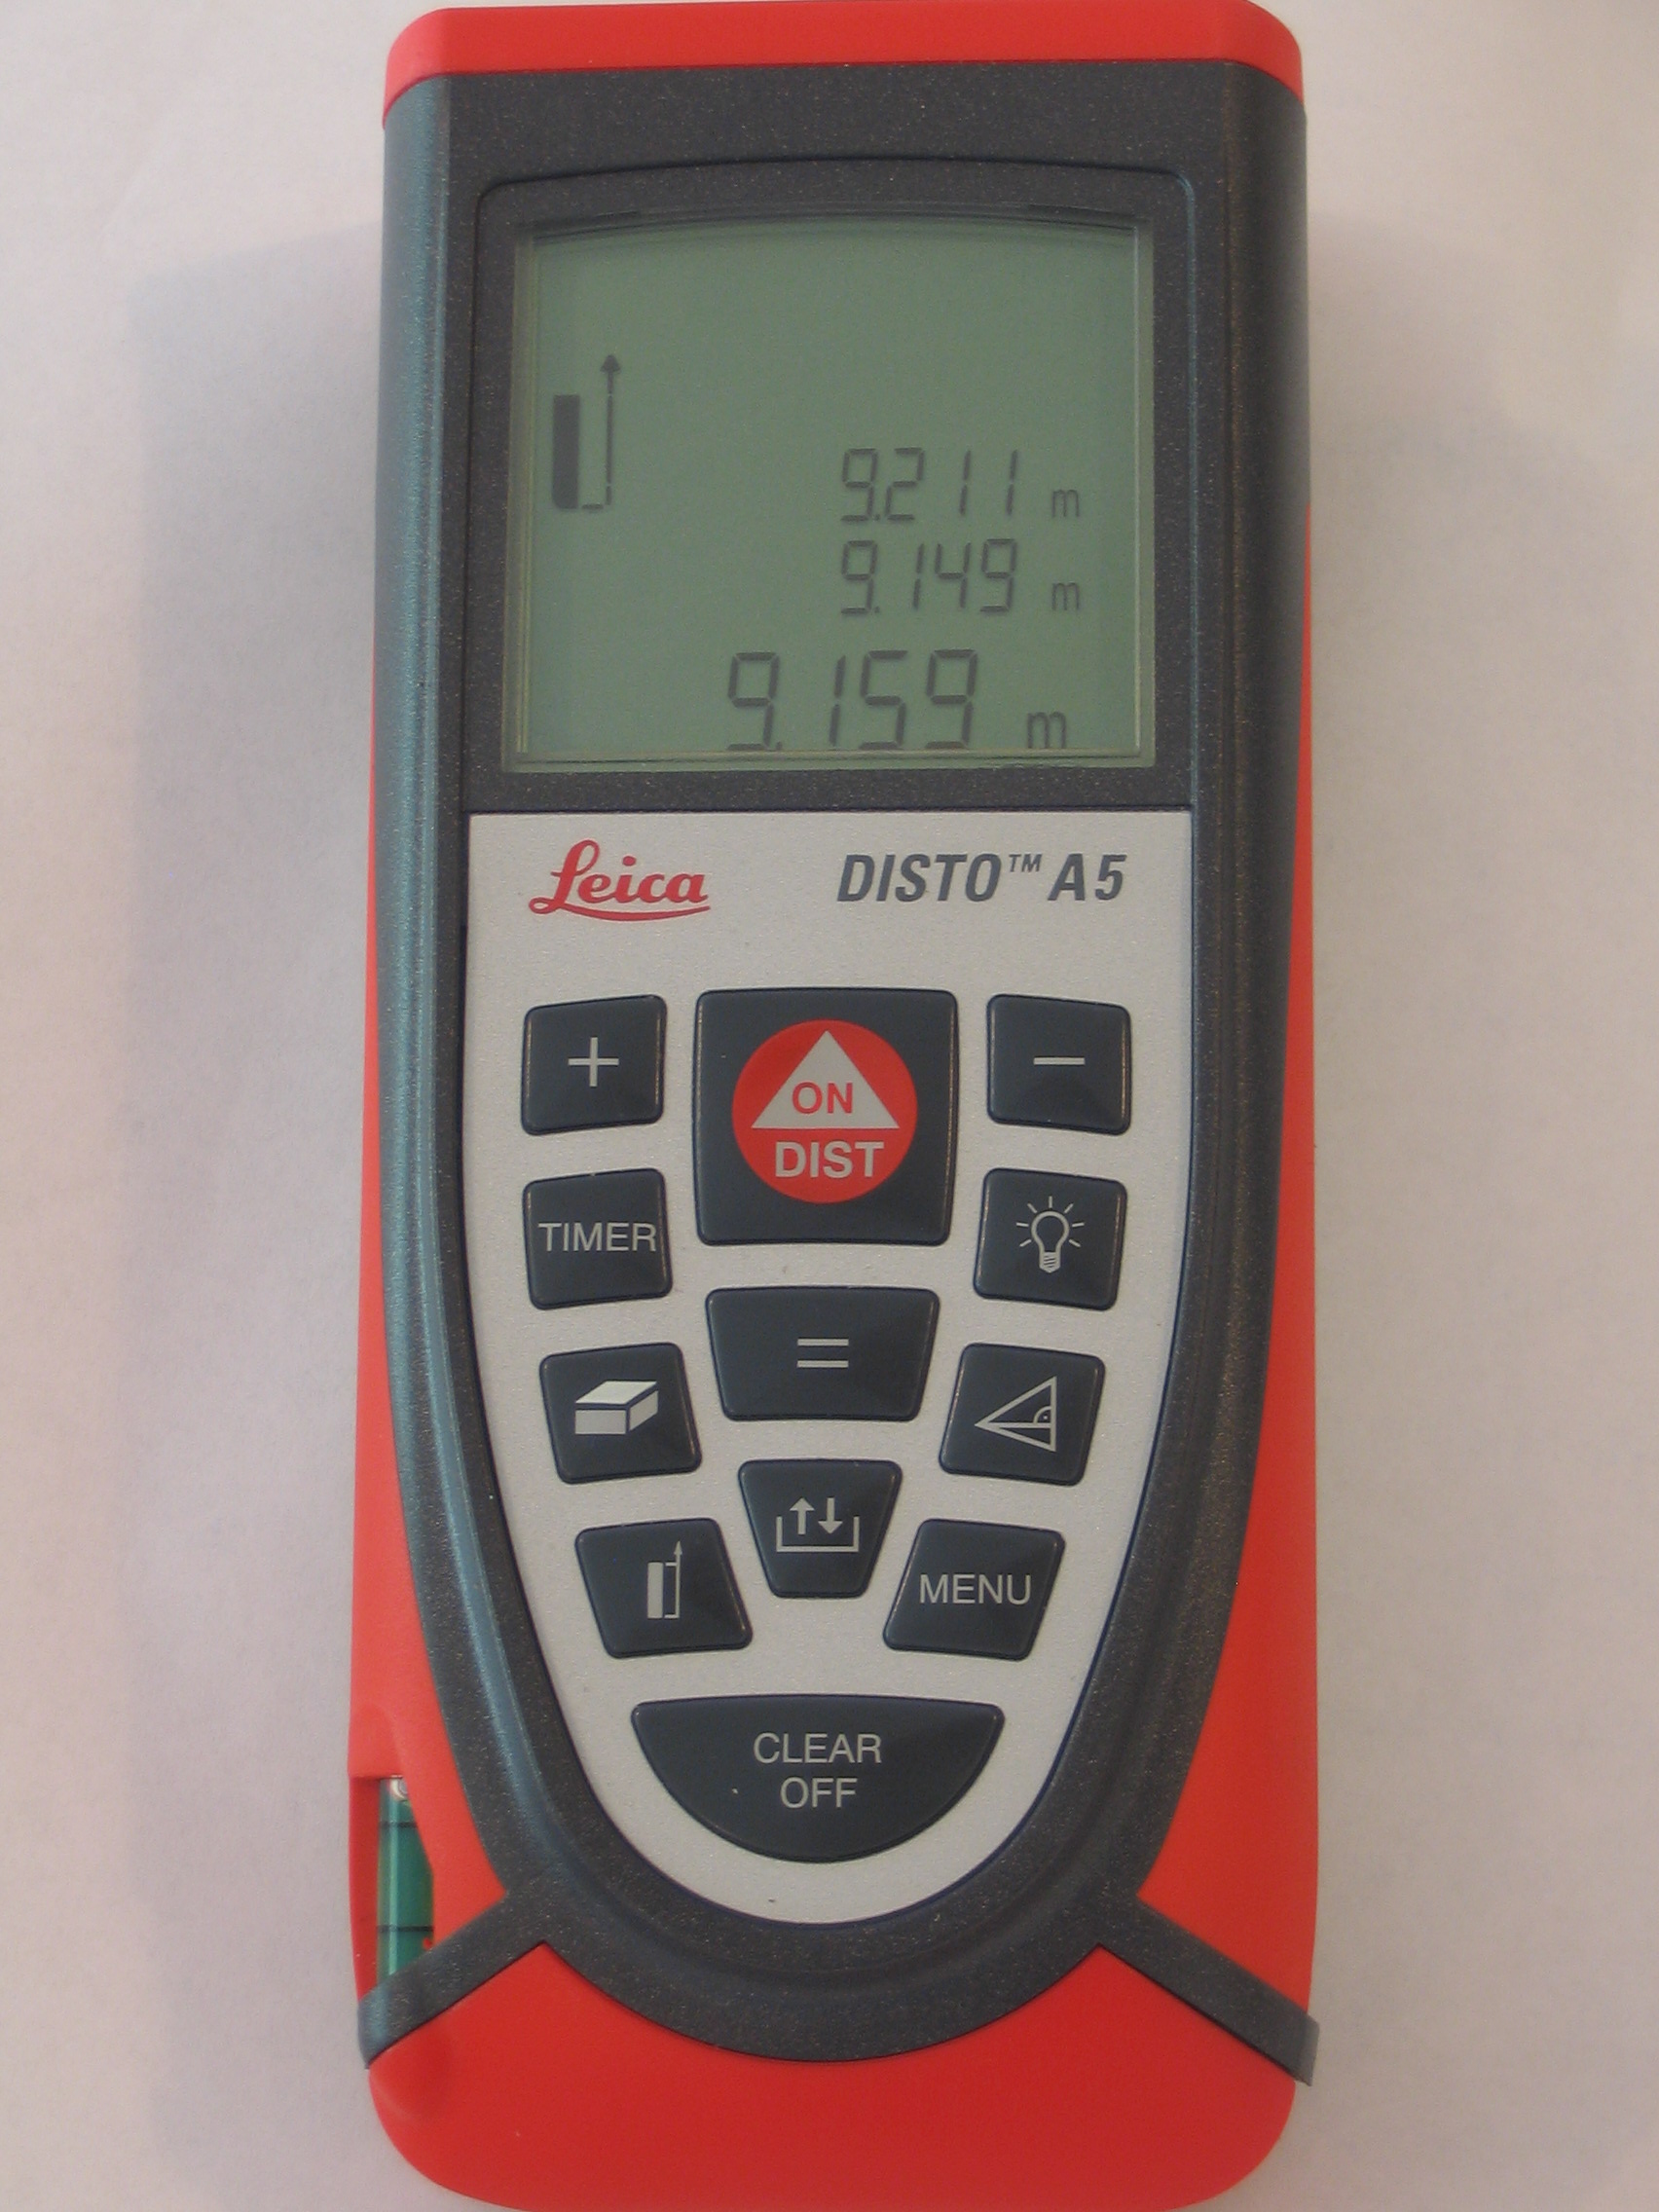 9.211 m
9.149 m
9.159 m
Leica DISTO™ A5
+ ON −
DIST
TIMER
=
MENU
CLEAR
OFF